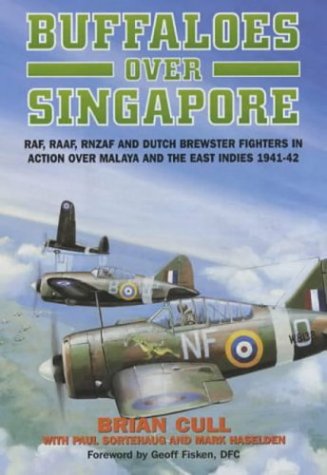 BUFFALOES
OVER
SINGAPORE
RAF, RAAF, RNZAF AND DUTCH BREWSTER FIGHTERS IN
ACTION OVER MALAYA AND THE EAST INDIES 1941-42
NF
BRIAN CULL
WITH PAUL SORTEHAUG AND MARK HASELDEN
Foreword by Geoff Fisken, DFC